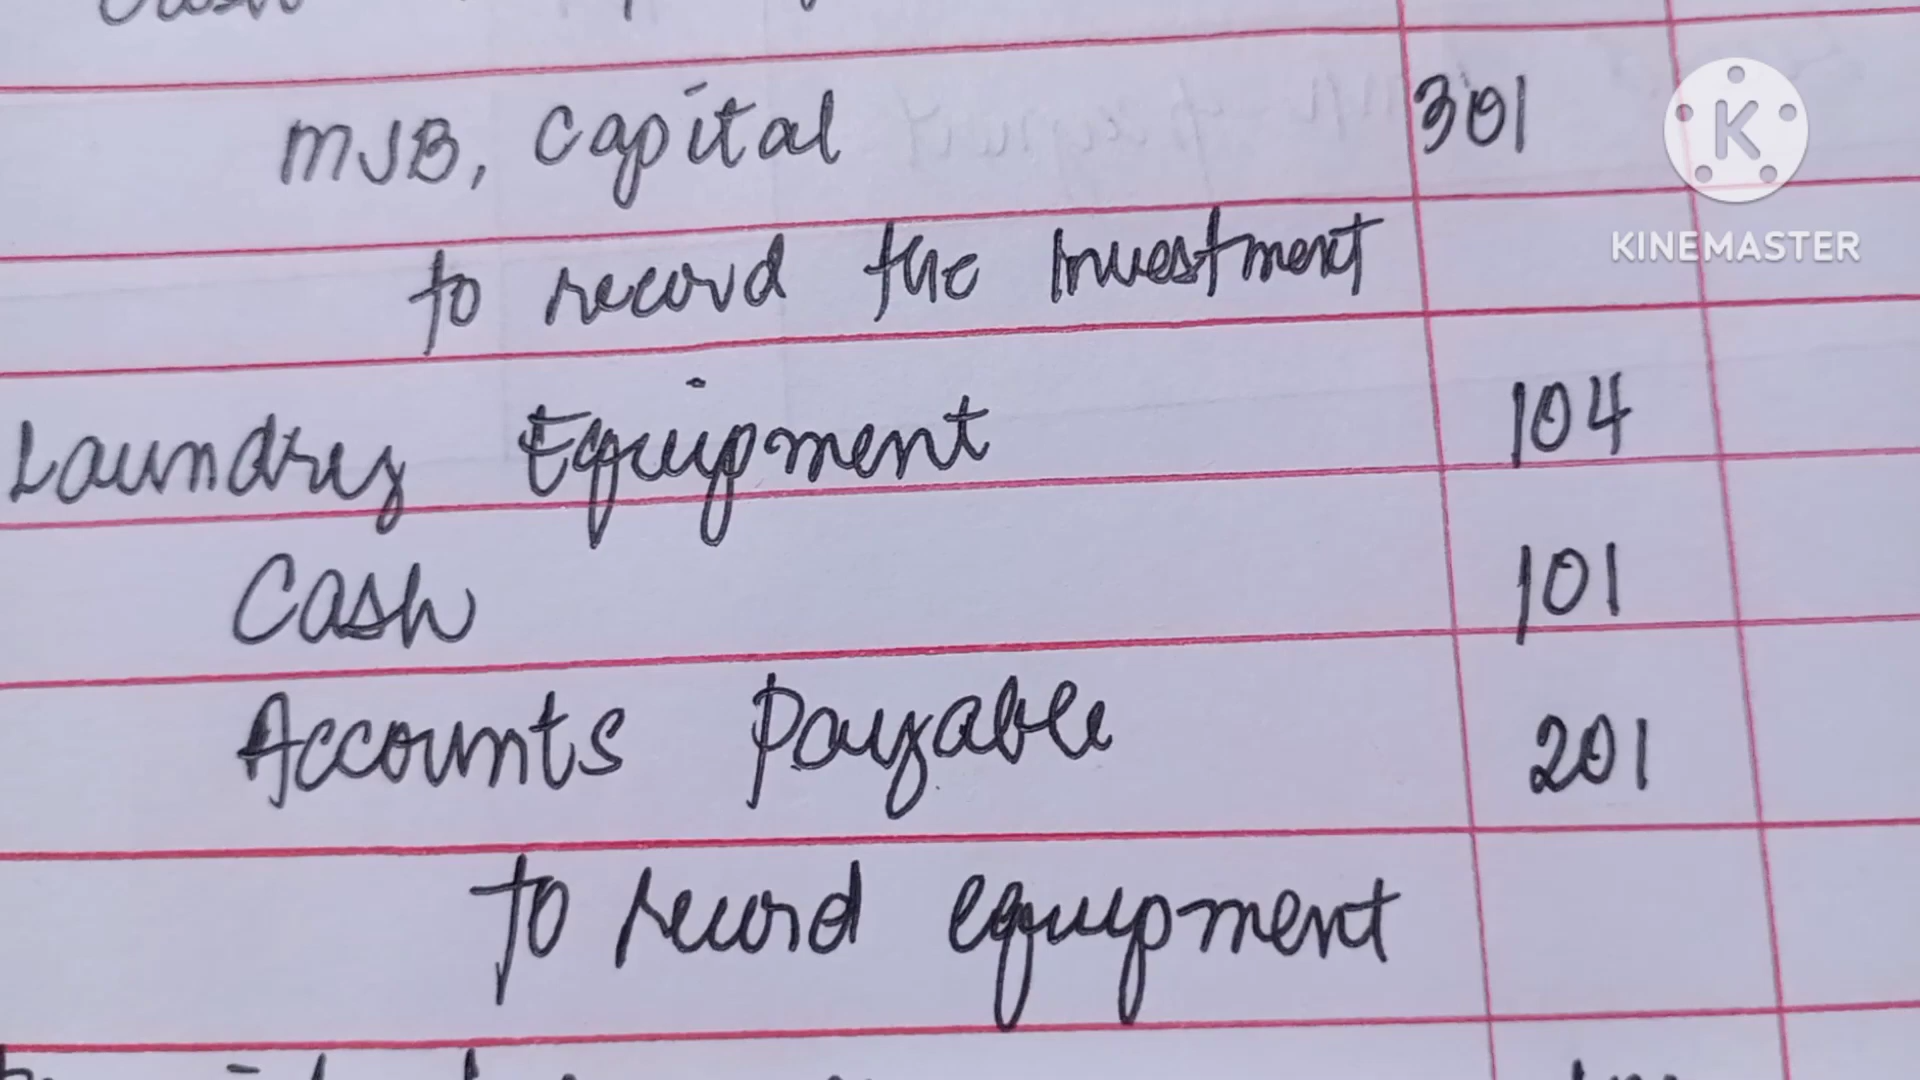 MJB, Capital 301
to record the Investment
Laundry Equipment 104
Cash 101
Accounts Payable 201
to record equipment
KINEMASTER